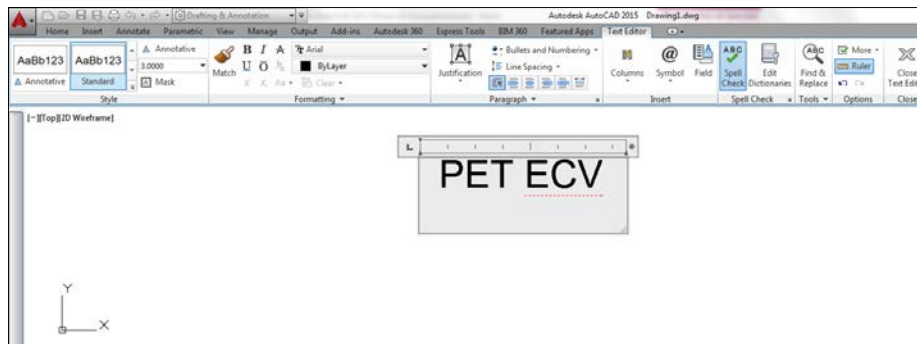 Drafting & Annotation
Autodesk AutoCAD 2015 Drawing1.dwg
Home Insert Annotate Parametric View Manage Output Add-ins Autodesk 360 Express Tools BIM 360 Featured Apps Text Editor
AaBb123 AaBb123 Annotative B I A Arial Bullets and Numbering @ ABC ABC More
3.0000 Match U O ByLayer A Line Spacing Ruler
Annotative Standard Mask X X Aa Clear Justification Columns Symbol Field Spell Check Edit Dictionaries Find & Replace Close Text Edit
Style Formatting Paragraph Insert Spell Check Tools Options Close
[-][Top][2D Wireframe]
L
PET ECV
Y
X